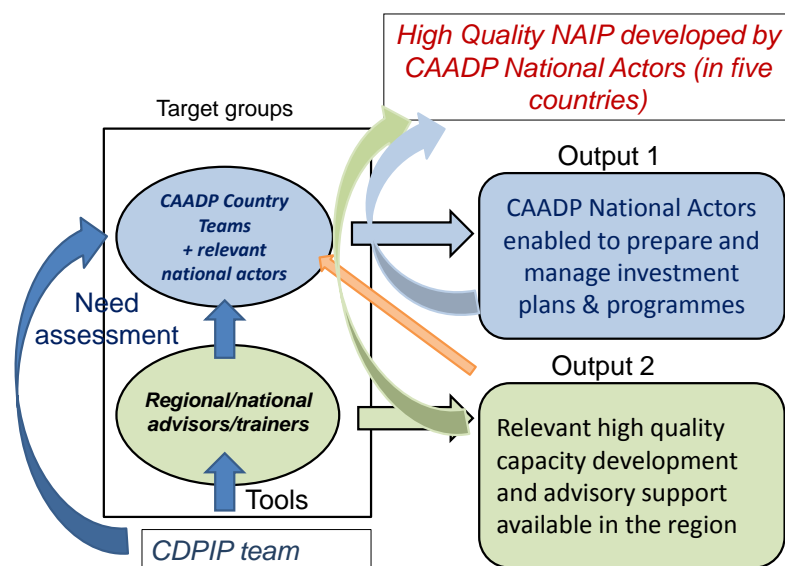 High Quality NAIP developed by
CAADP National Actors (in five
countries)
Target groups
CAADP Country
Teams
+ relevant
national actors
Need
assessment
Regional/national
advisors/trainers
Tools
CDPIP team
Output 1
CAADP National Actors
enabled to prepare and
manage investment
plans & programmes
Output 2
Relevant high quality
capacity development
and advisory support
available in the region